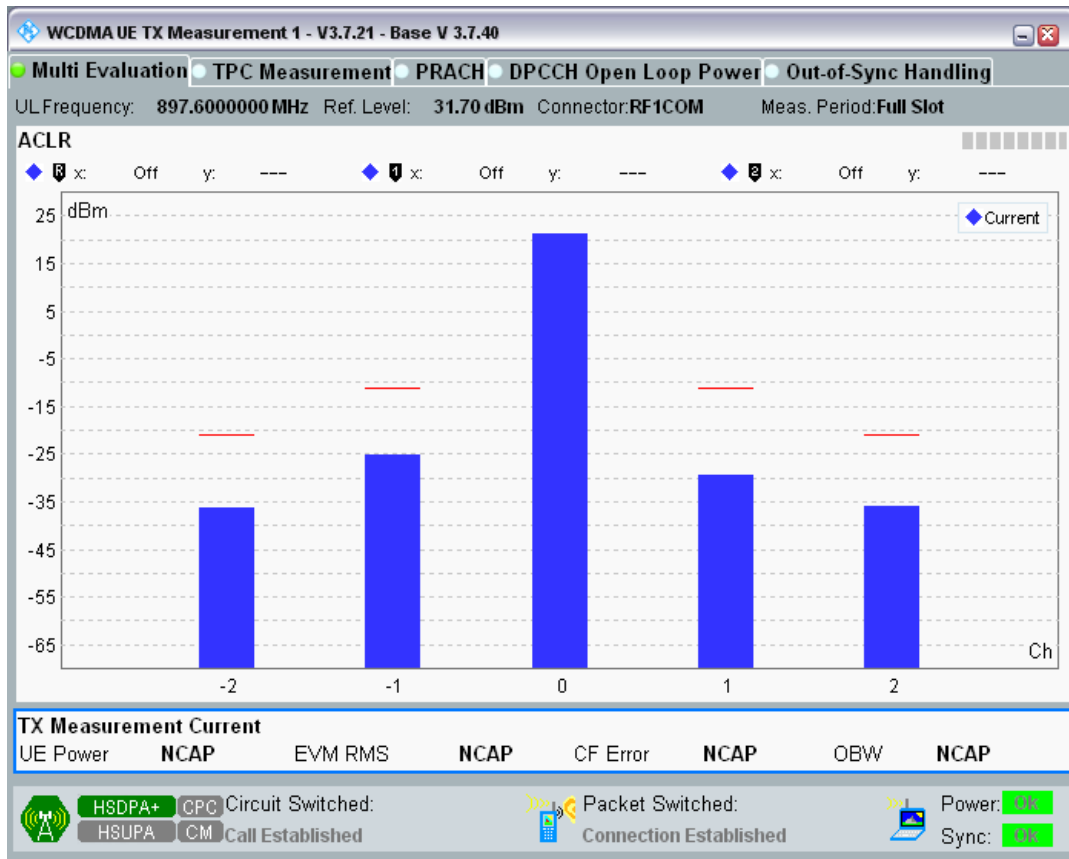 WCDMA UE TX Measurement 1 - V3.7.21 - Base V 3.7.40
Multi Evaluation TPC Measurement PRACH DPCCH Open Loop Power Out-of-Sync Handling
UL Frequency: 897.6000000 MHz Ref. Level: 31.70 dBm Connector:RF1COM Meas. Period:Full Slot
ACLR
R x: Off y: --- 1 x: Off y: --- 2 x: Off y: ---
dBm
Current
25
15
5
-5
-15
-25
-35
-45
-55
-65
Ch
-2 -1 0 1 2
TX Measurement Current
UE Power NCAP EVM RMS NCAP CF Error NCAP OBW NCAP
HSDPA+ CPC Circuit Switched: Packet Switched: Power: Ok
HSUPA CM Call Established Connection Established Sync: Ok